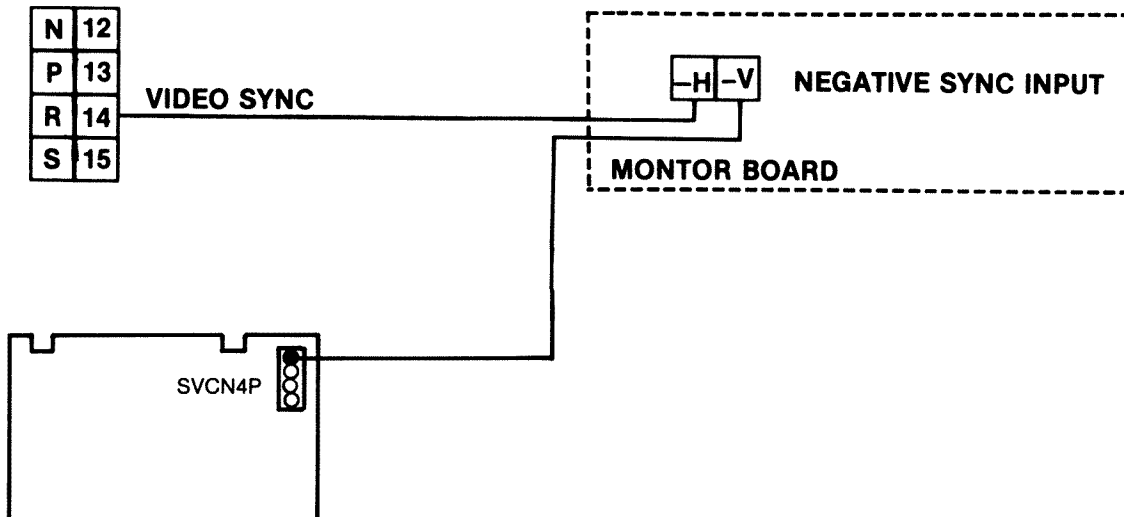 N 12
P 13
R 14
S 15
VIDEO SYNC
-H -V
NEGATIVE SYNC INPUT
MONTOR BOARD
SVCN4P